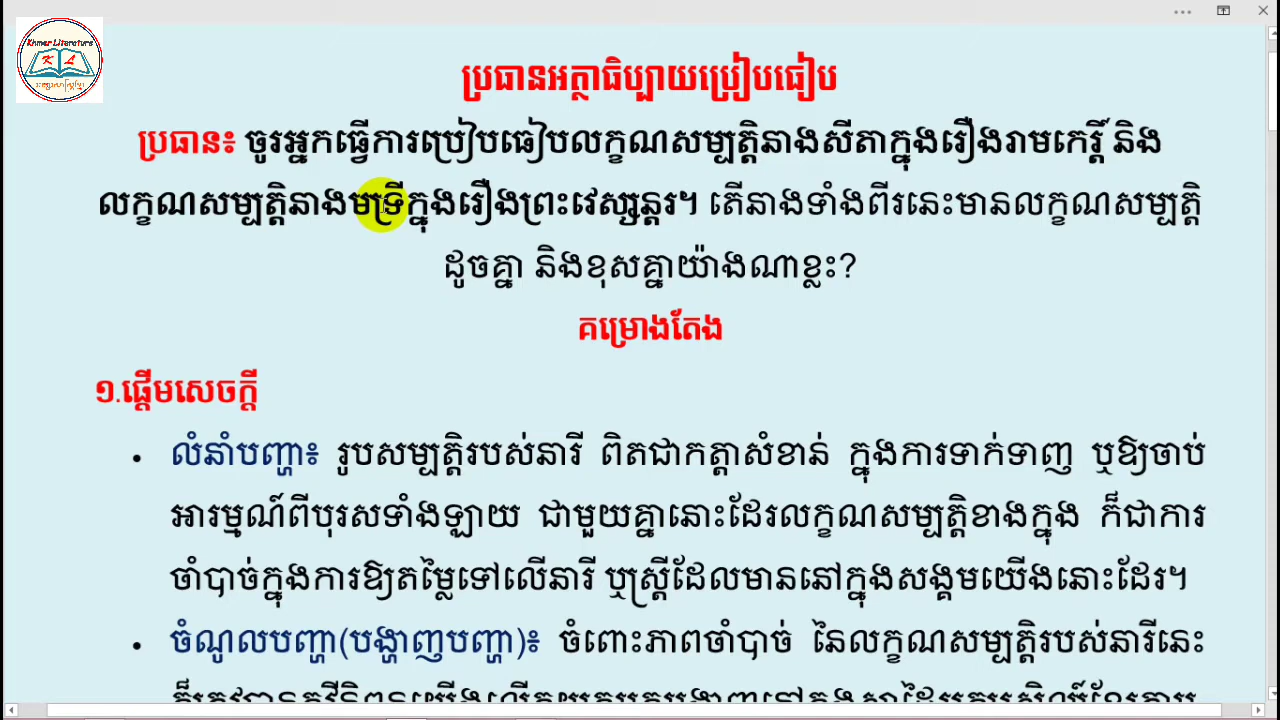 Khmer Literature
K L
ប្រធានអត្ថាធិប្បាយប្រៀបធៀប
ប្រធាន៖ ចូរអ្នកធ្វើការប្រៀបធៀបលក្ខណសម្បត្តិនាងសីតាក្នុងរឿងរាមកេរ្តិ៍ និង
លក្ខណសម្បត្តិនាងមទ្រីក្នុងរឿងព្រះវេស្សន្តរ។ តើនាងទាំងពីរនេះមានលក្ខណសម្បត្តិ
ដូចគ្នា និងខុសគ្នាយ៉ាងណាខ្លះ?
គម្រោងតែង
១.ផ្តើមសេចក្តី
• លំនាំបញ្ហា៖ រូបសម្បត្តិរបស់នារី ពិតជាកត្តាសំខាន់ ក្នុងការទាក់ទាញ ឬឱ្យចាប់
អារម្មណ៍ពីបុរសទាំងឡាយ ជាមួយគ្នានោះដែរលក្ខណសម្បត្តិខាងក្នុង ក៏ជាការ
ចាំបាច់ក្នុងការឱ្យតម្លៃទៅលើនារី ឬស្ត្រីដែលមាននៅក្នុងសង្គមយើងនោះដែរ។
• ចំណូលបញ្ហា(បង្ហាញបញ្ហា)៖ ចំពោះភាពចាំបាច់ នៃលក្ខណសម្បត្តិរបស់នារីនេះ